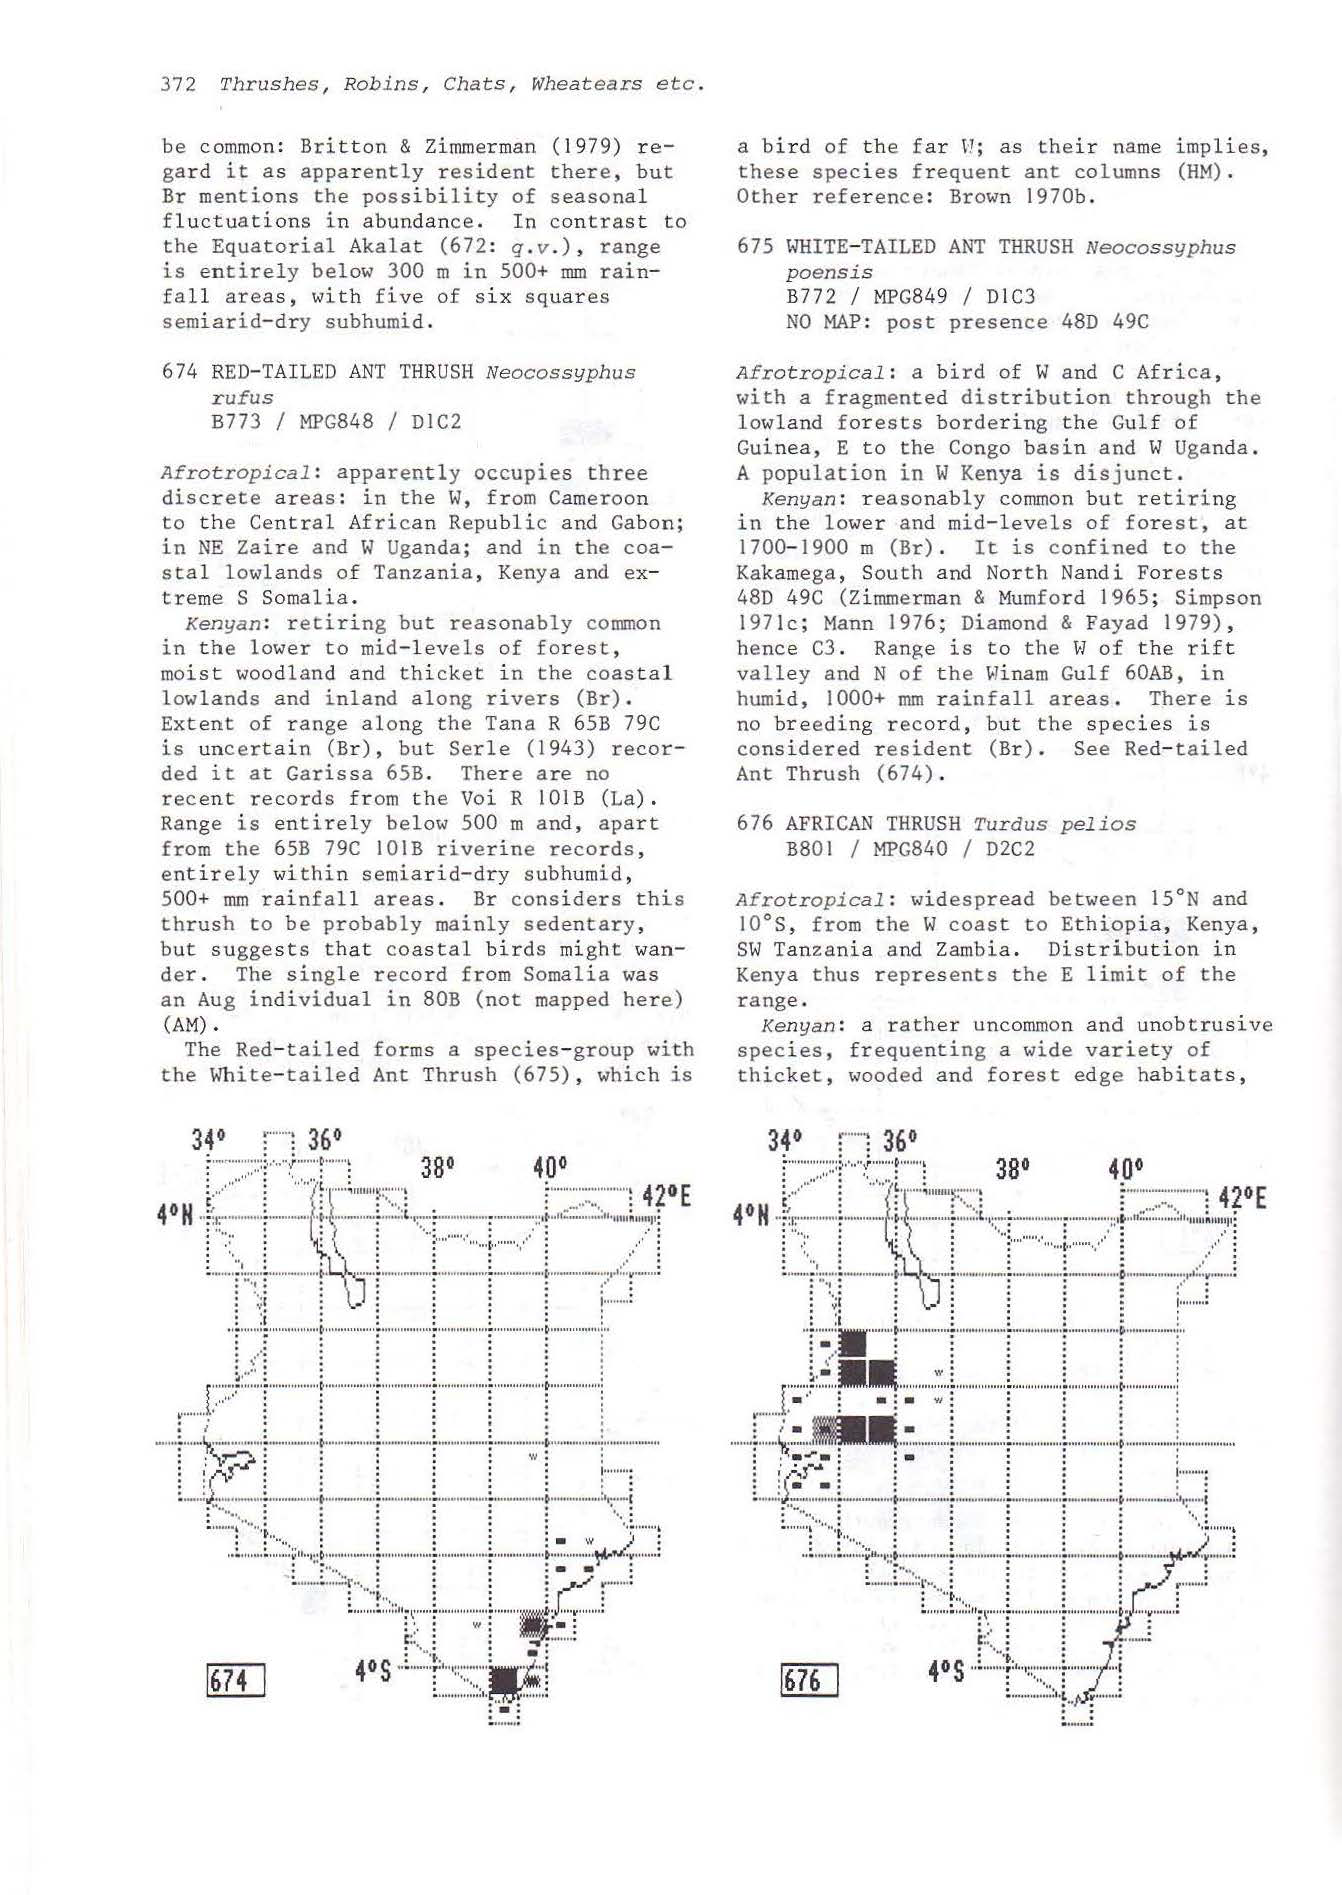 372 Thrushes, Robins, Chats, Wheatears etc.
be common: Britton & Zimmerman (1979) re-
gard it as apparently resident there, but
Br mentions the possibility of seasonal
fluctuations in abundance. In contrast to
the Equatorial Akalat (672: q.v.), range
is entirely below 300 m in 500+ mm rain-
fall areas, with five of six squares
semiarid-dry subhumid.
674 RED-TAILED ANT THRUSH Neocossyphus
rufus
B773 / MPG848 / D1C2
Afrotropical: apparently occupies three
discrete areas: in the W, from Cameroon
to the Central African Republic and Gabon;
in NE Zaire and W Uganda; and in the coa-
stal lowlands of Tanzania, Kenya and ex-
treme S Somalia.
Kenyan: retiring but reasonably common
in the lower to mid-levels of forest,
moist woodland and thicket in the coastal
lowlands and inland along rivers (Br).
Extent of range along the Tana R 65B 79C
is uncertain (Br), but Serle (1943) recor-
ded it at Garissa 65B. There are no
recent records from the Voi R 101B (La).
Range is entirely below 500 m and, apart
from the 65B 79C 101B riverine records,
entirely within semiarid-dry subhumid,
500+ mm rainfall areas. Br considers this
thrush to be probably mainly sedentary,
but suggests that coastal birds might wan-
der. The single record from Somalia was
an Aug individual in 80B (not mapped here)
(AM).
The Red-tailed forms a species-group with
the White-tailed Ant Thrush (675), which is
a bird of the far W; as their name implies,
these species frequent ant columns (HM).
Other reference: Brown 1970b.
675 WHITE-TAILED ANT THRUSH Neocossyphus
poensis
B772 / MPG849 / D1C3
NO MAP: post presence 48D 49C
Afrotropical: a bird of W and C Africa,
with a fragmented distribution through the
lowland forests bordering the Gulf of
Guinea, E to the Congo basin and W Uganda.
A population in W Kenya is disjunct.
Kenyan: reasonably common but retiring
in the lower and mid-levels of forest, at
1700-1900 m (Br). It is confined to the
Kakamega, South and North Nandi Forests
48D 49C (Zimmerman & Mumford 1965; Simpson
1971c; Mann 1976; Diamond & Fayad 1979),
hence C3. Range is to the W of the rift
valley and N of the Winam Gulf 60AB, in
humid, 1000+ mm rainfall areas. There is
no breeding record, but the species is
considered resident (Br). See Red-tailed
Ant Thrush (674).
676 AFRICAN THRUSH Turdus pelios
B801 / MPG840 / D2C2
Afrotropical: widespread between 15°N and
10°S, from the W coast to Ethiopia, Kenya,
SW Tanzania and Zambia. Distribution in
Kenya thus represents the E limit of the
range.
Kenyan: a rather uncommon and unobtrusive
species, frequenting a wide variety of
thicket, wooded and forest edge habitats,
34° 36°
38° 40°
42°E
4°N
w
w
w
4°S
674
34° 36°
38° 40°
42°E
4°N
w
w
4°S
676